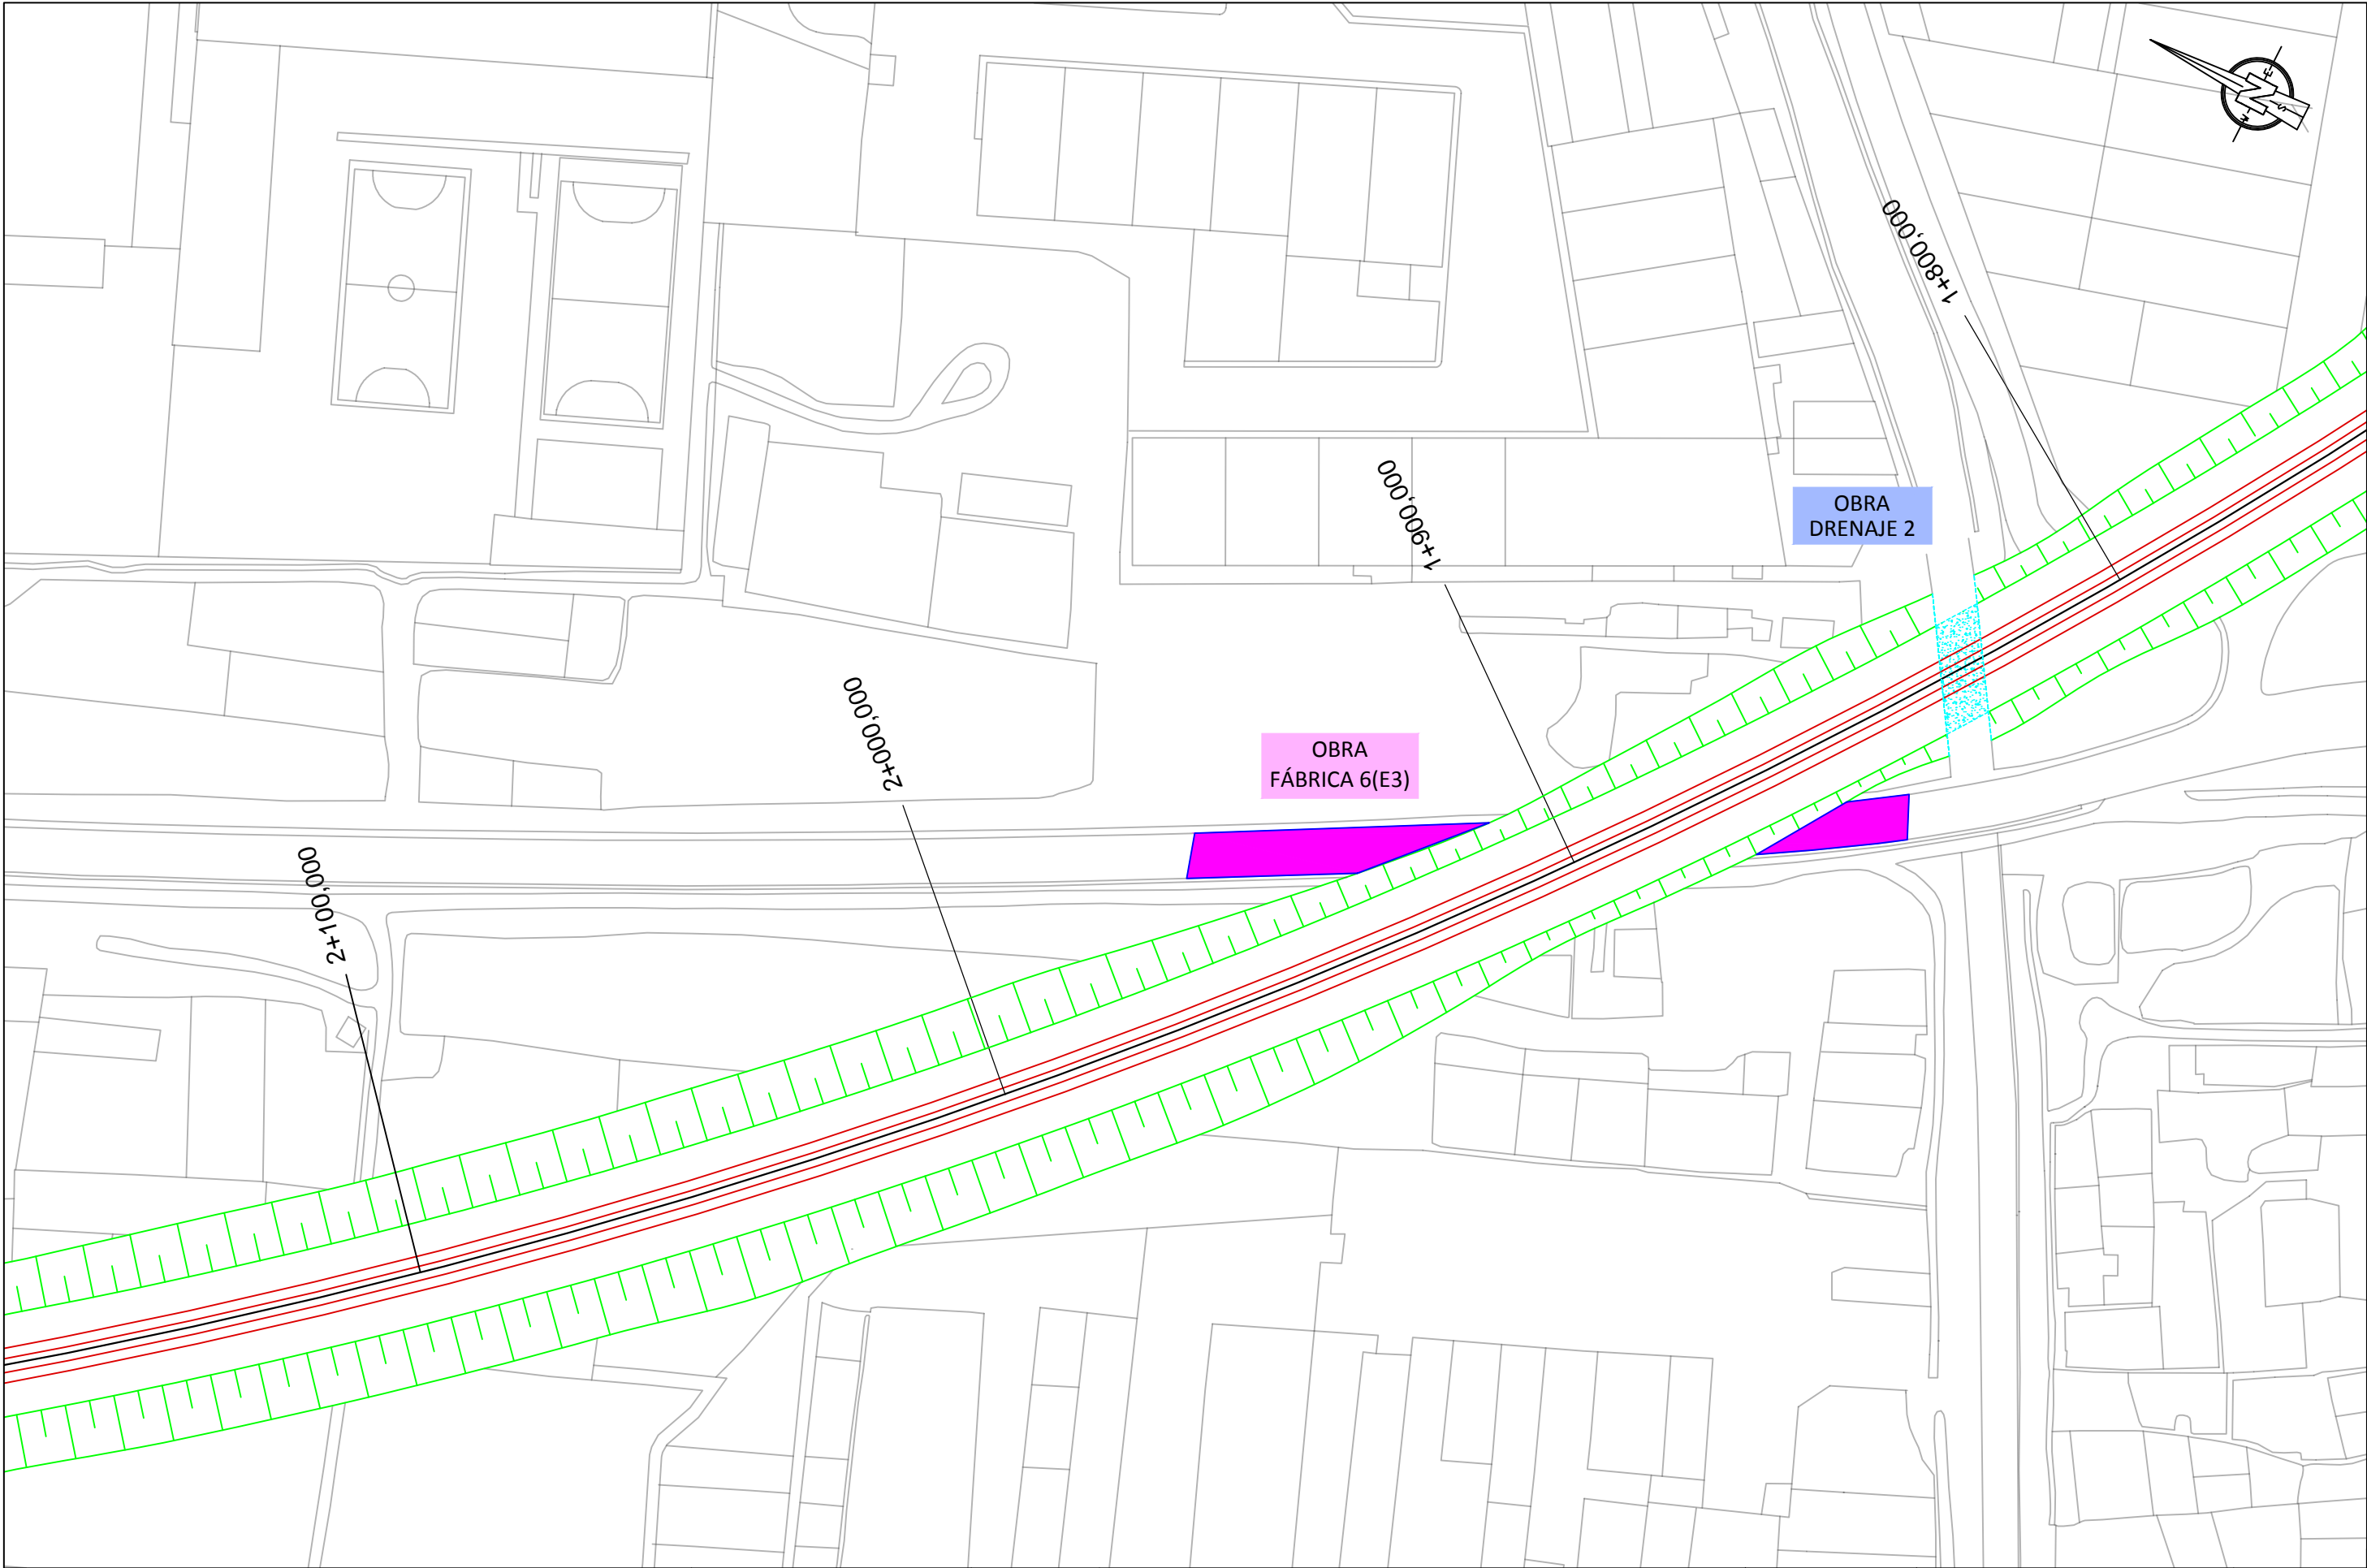 1+800,000
1+900,000
OBRA
DRENAJE 2
2+000,000
OBRA
FÁBRICA 6(E3)
2+100,000
N
E
S